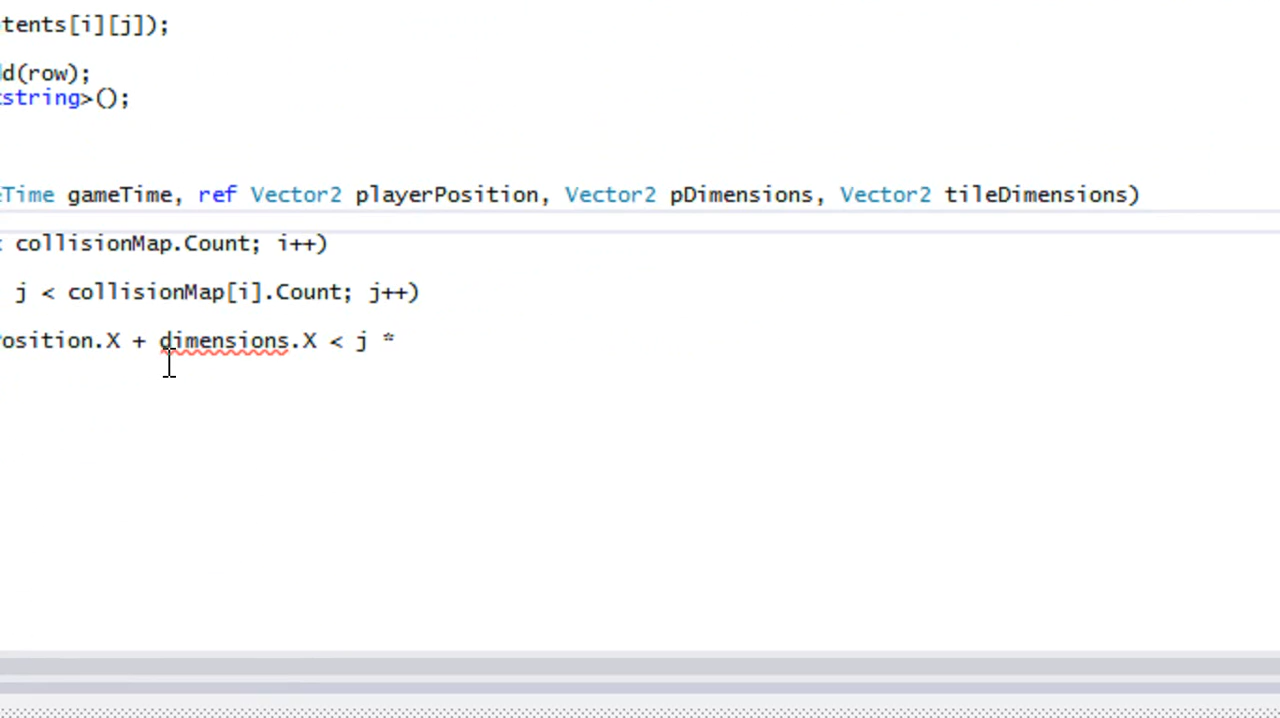 tents[i][j]);
d(row);
string>();
Time gameTime, ref Vector2 playerPosition, Vector2 pDimensions, Vector2 tileDimensions)
collisionMap.Count; i++)
j < collisionMap[i].Count; j++)
osition.X + dimensions.X < j *